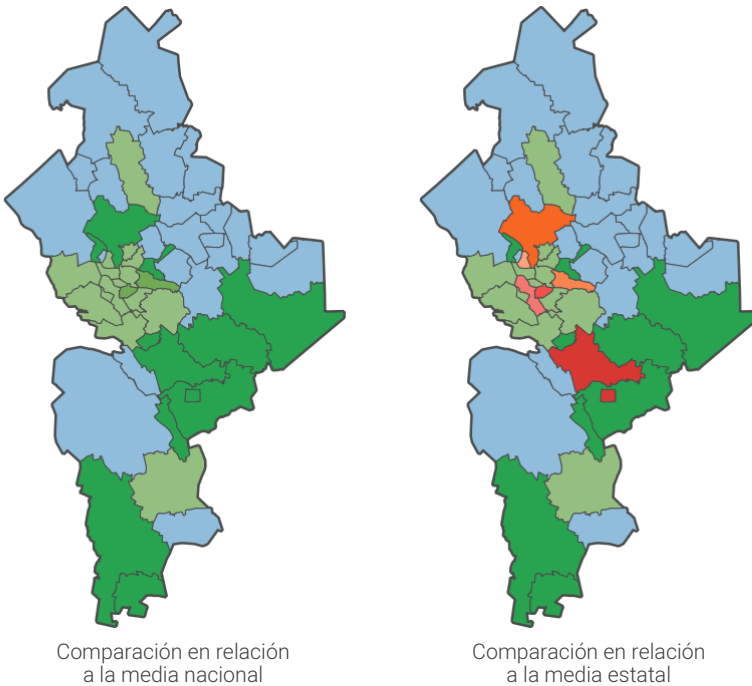 Comparación en relación
a la media nacional
Comparación en relación
a la media estatal